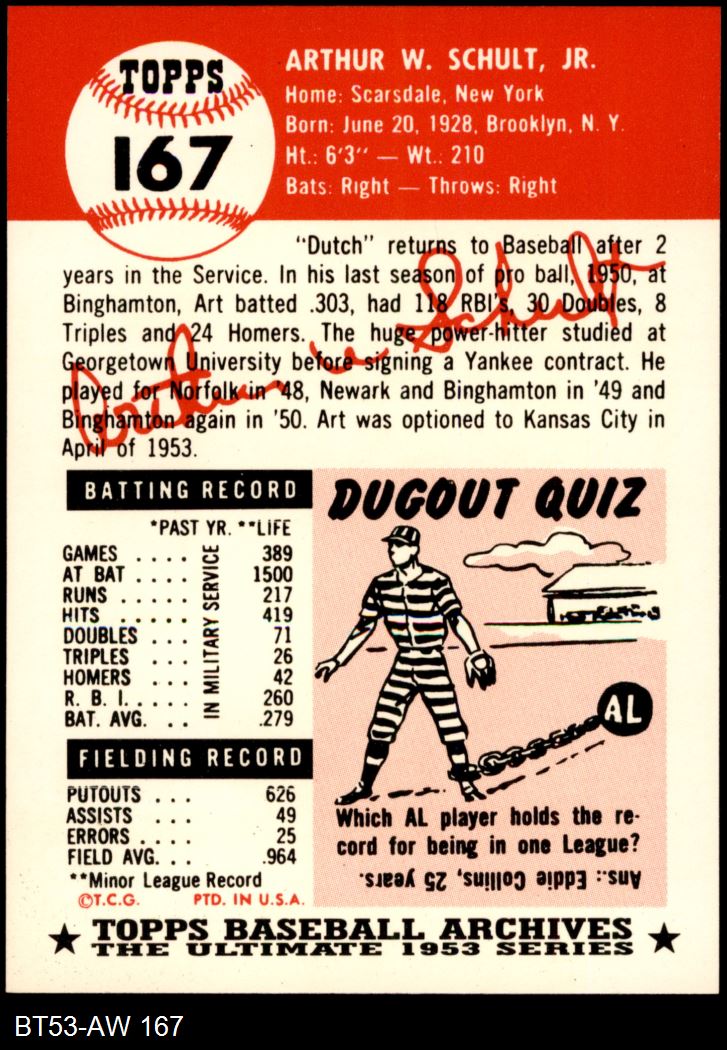 TOPPS
167
ARTHUR W. SCHULT, JR.
Home: Scarsdale, New York
Born: June 20, 1928, Brooklyn, N. Y.
Ht.: 6'3" — Wt.: 210
Bats: Right — Throws: Right
"Dutch" returns to Baseball after 2
years in the Service. In his last season of pro ball, 1950, at
Binghamton, Art batted .303, had 118 RBI's, 30 Doubles, 8
Triples and 24 Homers. The huge power-hitter studied at
Georgetown University before signing a Yankee contract. He
played for Norfolk in '48, Newark and Binghamton in '49 and
Binghamton again in '50. Art was optioned to Kansas City in
April of 1953.
Arthur W Schult
BATTING RECORD
*PAST YR. **LIFE
GAMES .... 389
AT BAT .... 1500
RUNS ..... 217
HITS ..... 419
DOUBLES .... 71
TRIPLES ... 26
HOMERS ... 42
R. B. I. .... 260
BAT. AVG. .. .279
IN MILITARY SERVICE
FIELDING RECORD
PUTOUTS ... 626
ASSISTS ... 49
ERRORS .... 25
FIELD AVG. ... .964
**Minor League Record
©T.C.G. PTD. IN U.S.A.
DUGOUT QUIZ
AL
Which AL player holds the re-
cord for being in one League?
Ans.: Eddie Collins, 25 years.
TOPPS BASEBALL ARCHIVES
THE ULTIMATE 1953 SERIES
BT53-AW 167